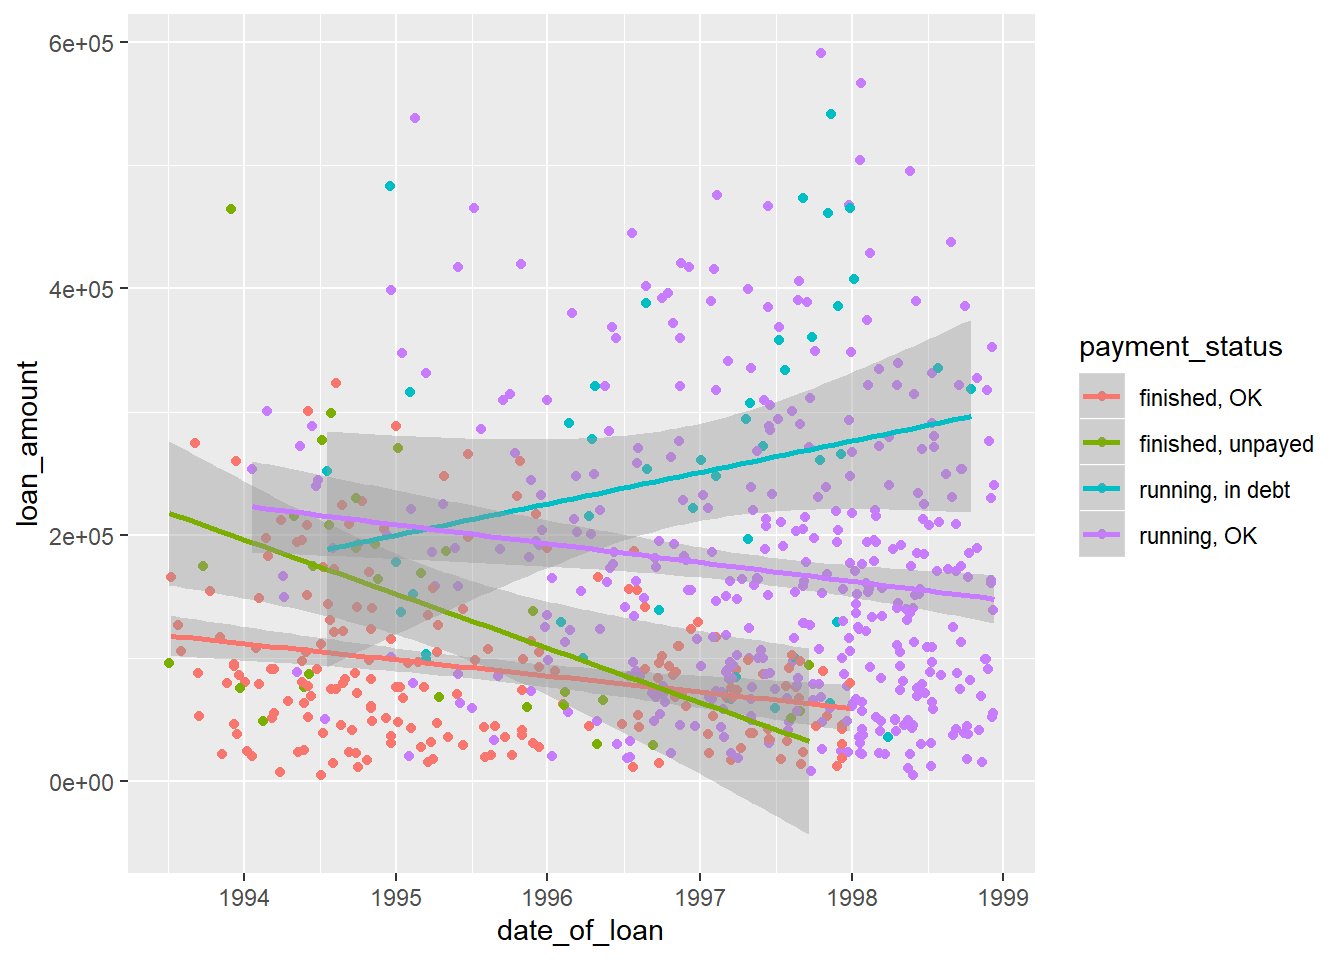 6e+05
4e+05
2e+05
0e+00
loan_amount
1994 1995 1996 1997 1998 1999
date_of_loan
payment_status
finished, OK
finished, unpayed
running, in debt
running, OK